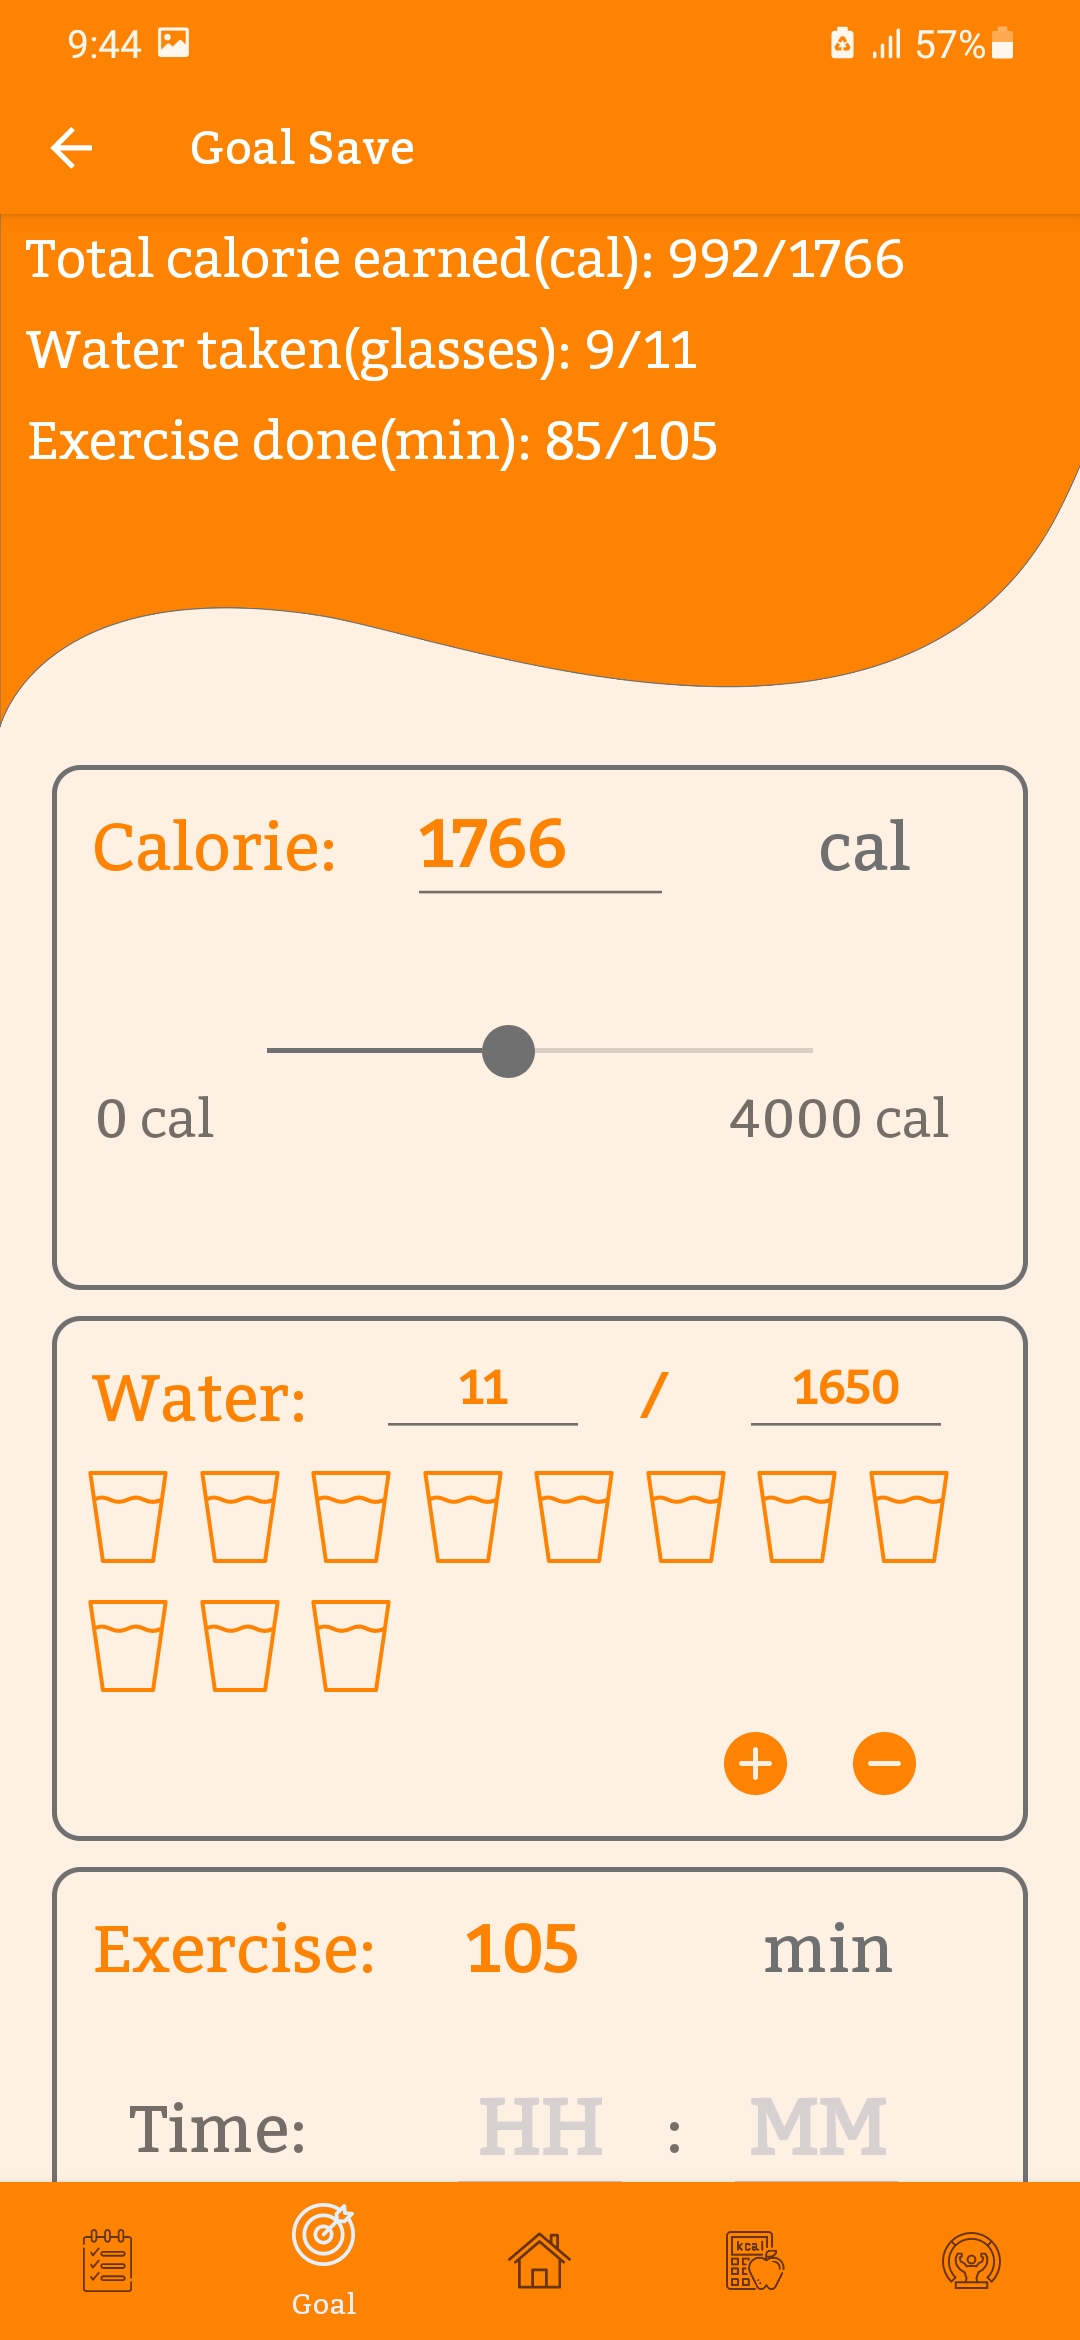 9:44 57%
Goal Save
Total calorie earned(cal): 992/1766
Water taken(glasses): 9/11
Exercise done(min): 85/105
Calorie: 1766 cal
0 cal 4000 cal
Water: 11 / 1650
Exercise: 105 min
Time: HH : MM
kcal
Goal